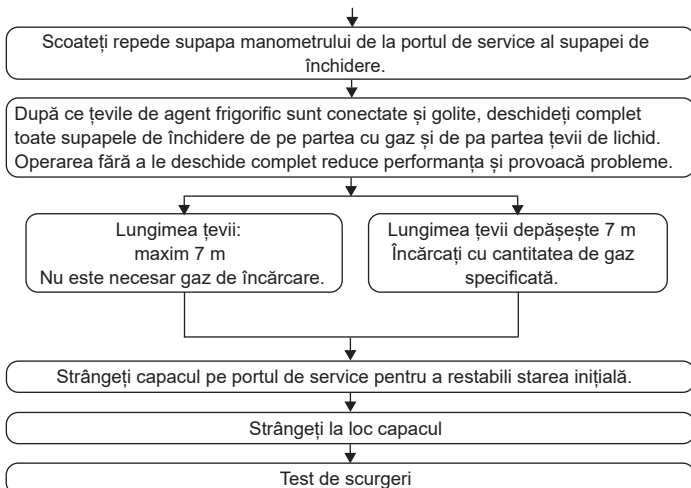 Scoateți repede supapa manometrului de la portul de service al supapei de
închidere.
După ce țevile de agent frigorific sunt conectate și golite, deschideți complet
toate supapele de închidere de pe partea cu gaz și de pa partea țevii de lichid.
Operarea fără a le deschide complet reduce performanța și provoacă probleme.
Lungimea țevii:
maxim 7 m
Nu este necesar gaz de încărcare.
Lungimea țevii depășește 7 m
Încărcați cu cantitatea de gaz
specificată.
Strângeți capacul pe portul de service pentru a restabili starea inițială.
Strângeți la loc capacul
Test de scurgeri